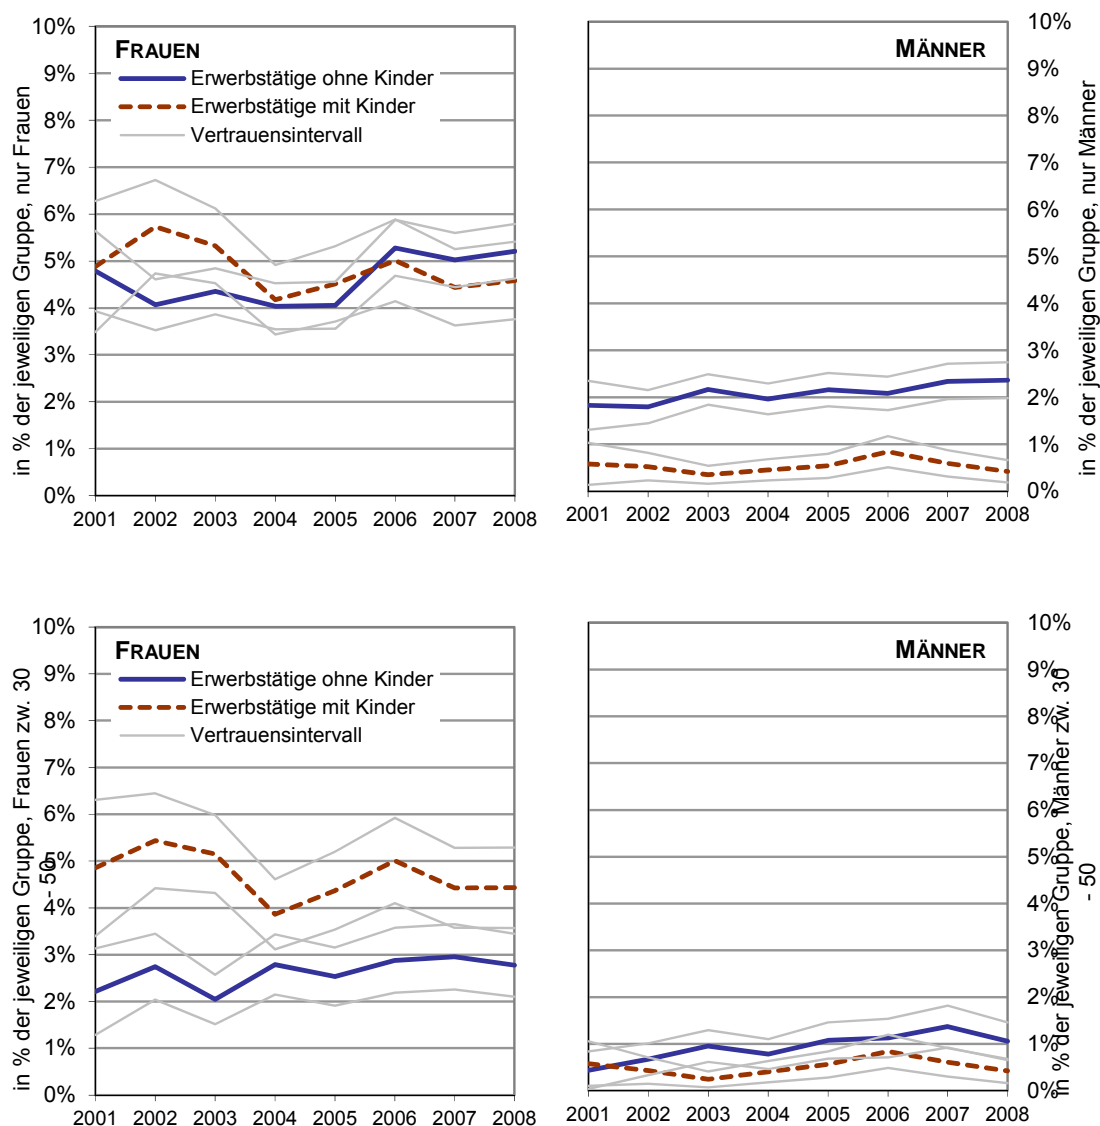 FRAUEN
Erwerbstätige ohne Kinder
Erwerbstätige mit Kinder
Vertrauensintervall
in % der jeweiligen Gruppe, nur Frauen
10%
9%
8%
7%
6%
5%
4%
3%
2%
1%
0%
2001 2002 2003 2004 2005 2006 2007 2008
MÄNNER
10%
9%
8%
7%
6%
5%
4%
3%
2%
1%
0%
in % der jeweiligen Gruppe, nur Männer
2001 2002 2003 2004 2005 2006 2007 2008
FRAUEN
Erwerbstätige ohne Kinder
Erwerbstätige mit Kinder
Vertrauensintervall
in % der jeweiligen Gruppe, Frauen zw. 30
- 50
10%
9%
8%
7%
6%
5%
4%
3%
2%
1%
0%
2001 2002 2003 2004 2005 2006 2007 2008
MÄNNER
10%
9%
8%
7%
6%
5%
4%
3%
2%
1%
0%
in % der jeweiligen Gruppe, Männer zw. 30
- 50
2001 2002 2003 2004 2005 2006 2007 2008